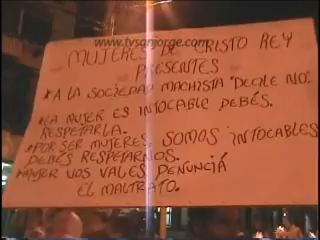 www.tvsanjorge.com
MUJERES DE CRISTO REY
PRESENTES
*A LA SOCIEDAD MACHISTA "DECILE NO.
*LA MUJER ES INTOCABLE DEBÉS.
RESPETARLA.
*POR SER MUJERES, SOMOS INTOCABLES
DEBÉS RESPETARNOS.
*MUJER VOS VALES DENUNCIÁ
EL MALTRATO.